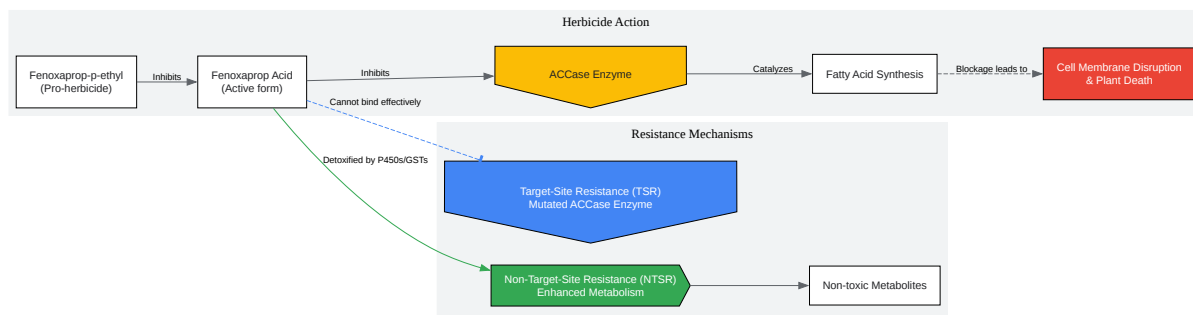 Herbicide Action
Fenoxaprop-p-ethyl
(Pro-herbicide)
Inhibits
Fenoxaprop Acid
(Active form)
Inhibits
ACCase Enzyme
Catalyzes
Fatty Acid Synthesis
Blockage leads to
Cell Membrane Disruption
& Plant Death
Cannot bind effectively
Detoxified by P450s/GSTs
Resistance Mechanisms
Target-Site Resistance (TSR)
Mutated ACCase Enzyme
Non-Target-Site Resistance (NTSR)
Enhanced Metabolism
Non-toxic Metabolites